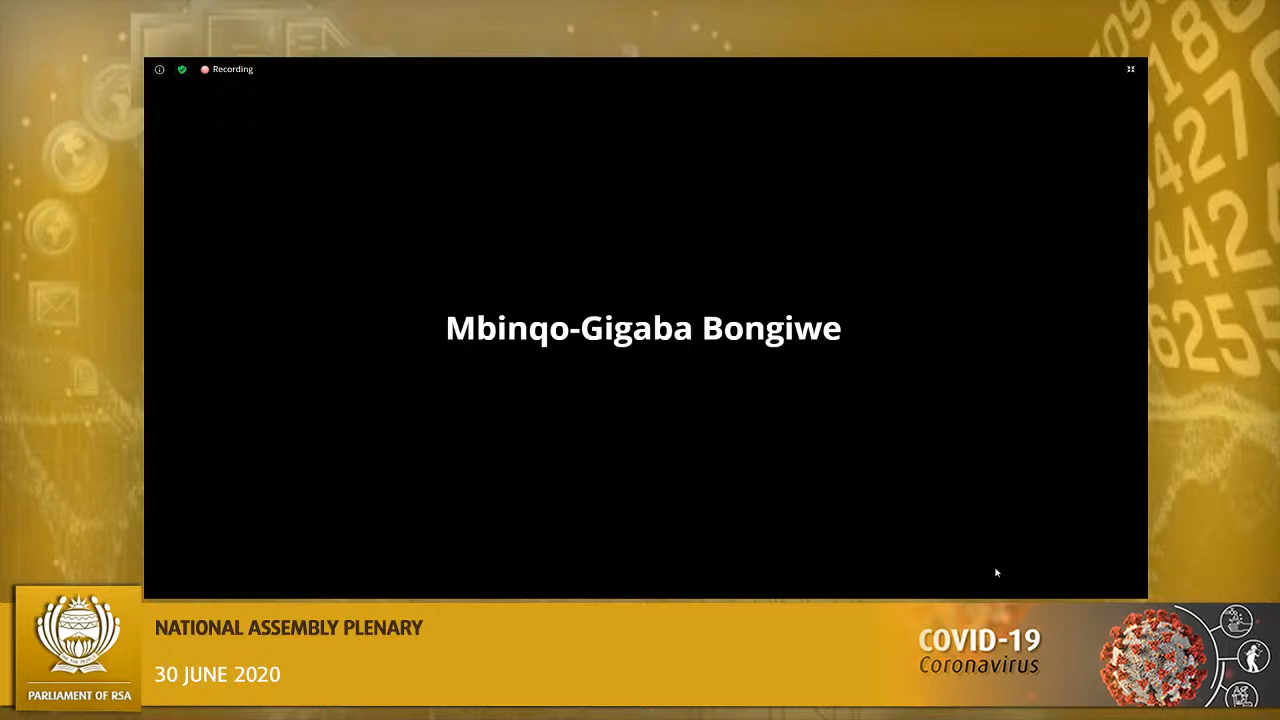 Recording
Mbinqo-Gigaba Bongiwe
NATIONAL ASSEMBLY PLENARY
30 JUNE 2020
PARLIAMENT OF RSA
COVID-19
Coronavirus